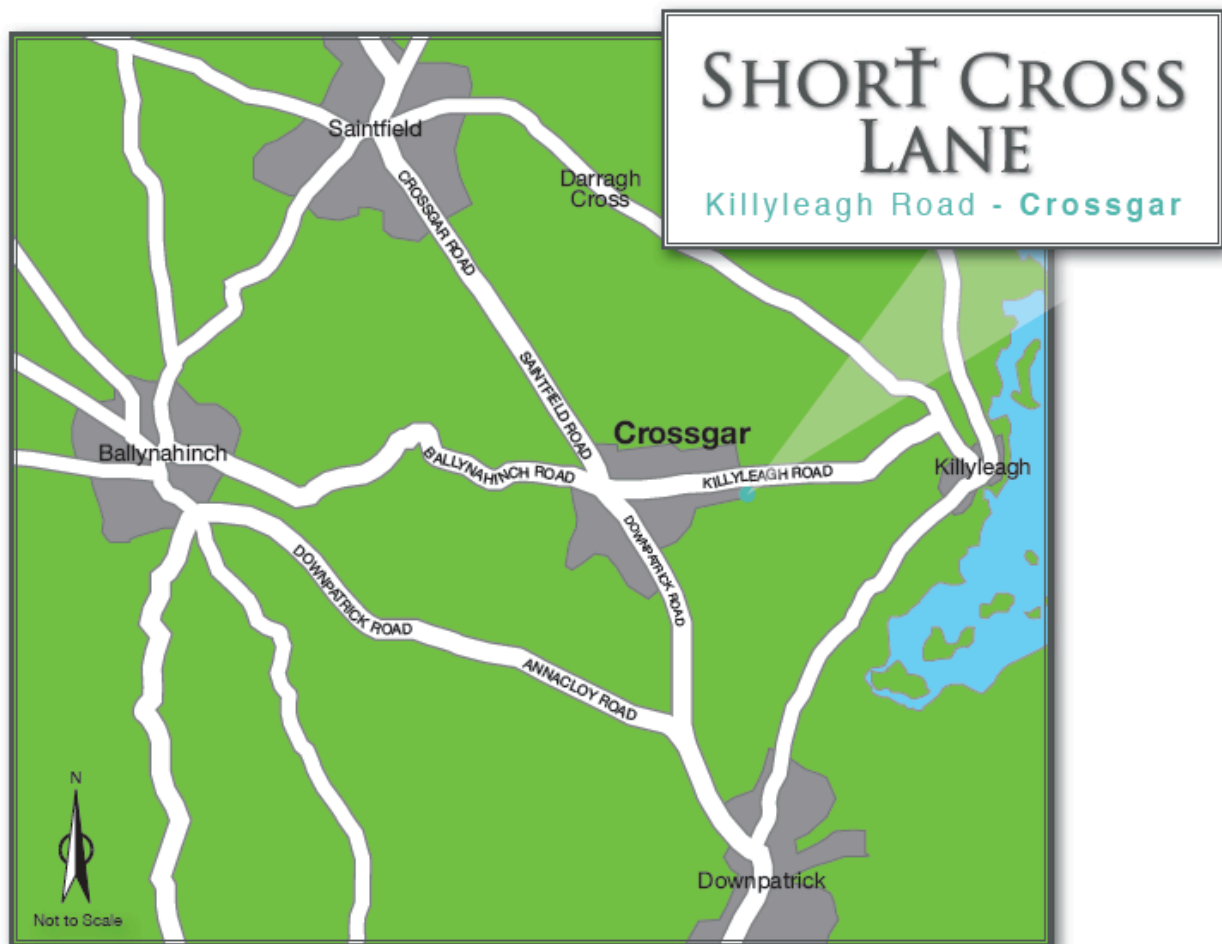 SHORT CROSS
LANE
Killyleagh Road - Crossgar
Saintfield
Darragh
Cross
CROSSGAR ROAD
SAINTFIELD ROAD
Crossgar
Ballynahinch
BALLYNAHINCH ROAD
KILLYLEAGH ROAD
Killyleagh
DOWNPATRICK ROAD
DOWNPATRICK ROAD
ANNACLOY ROAD
N
Not to Scale
Downpatrick